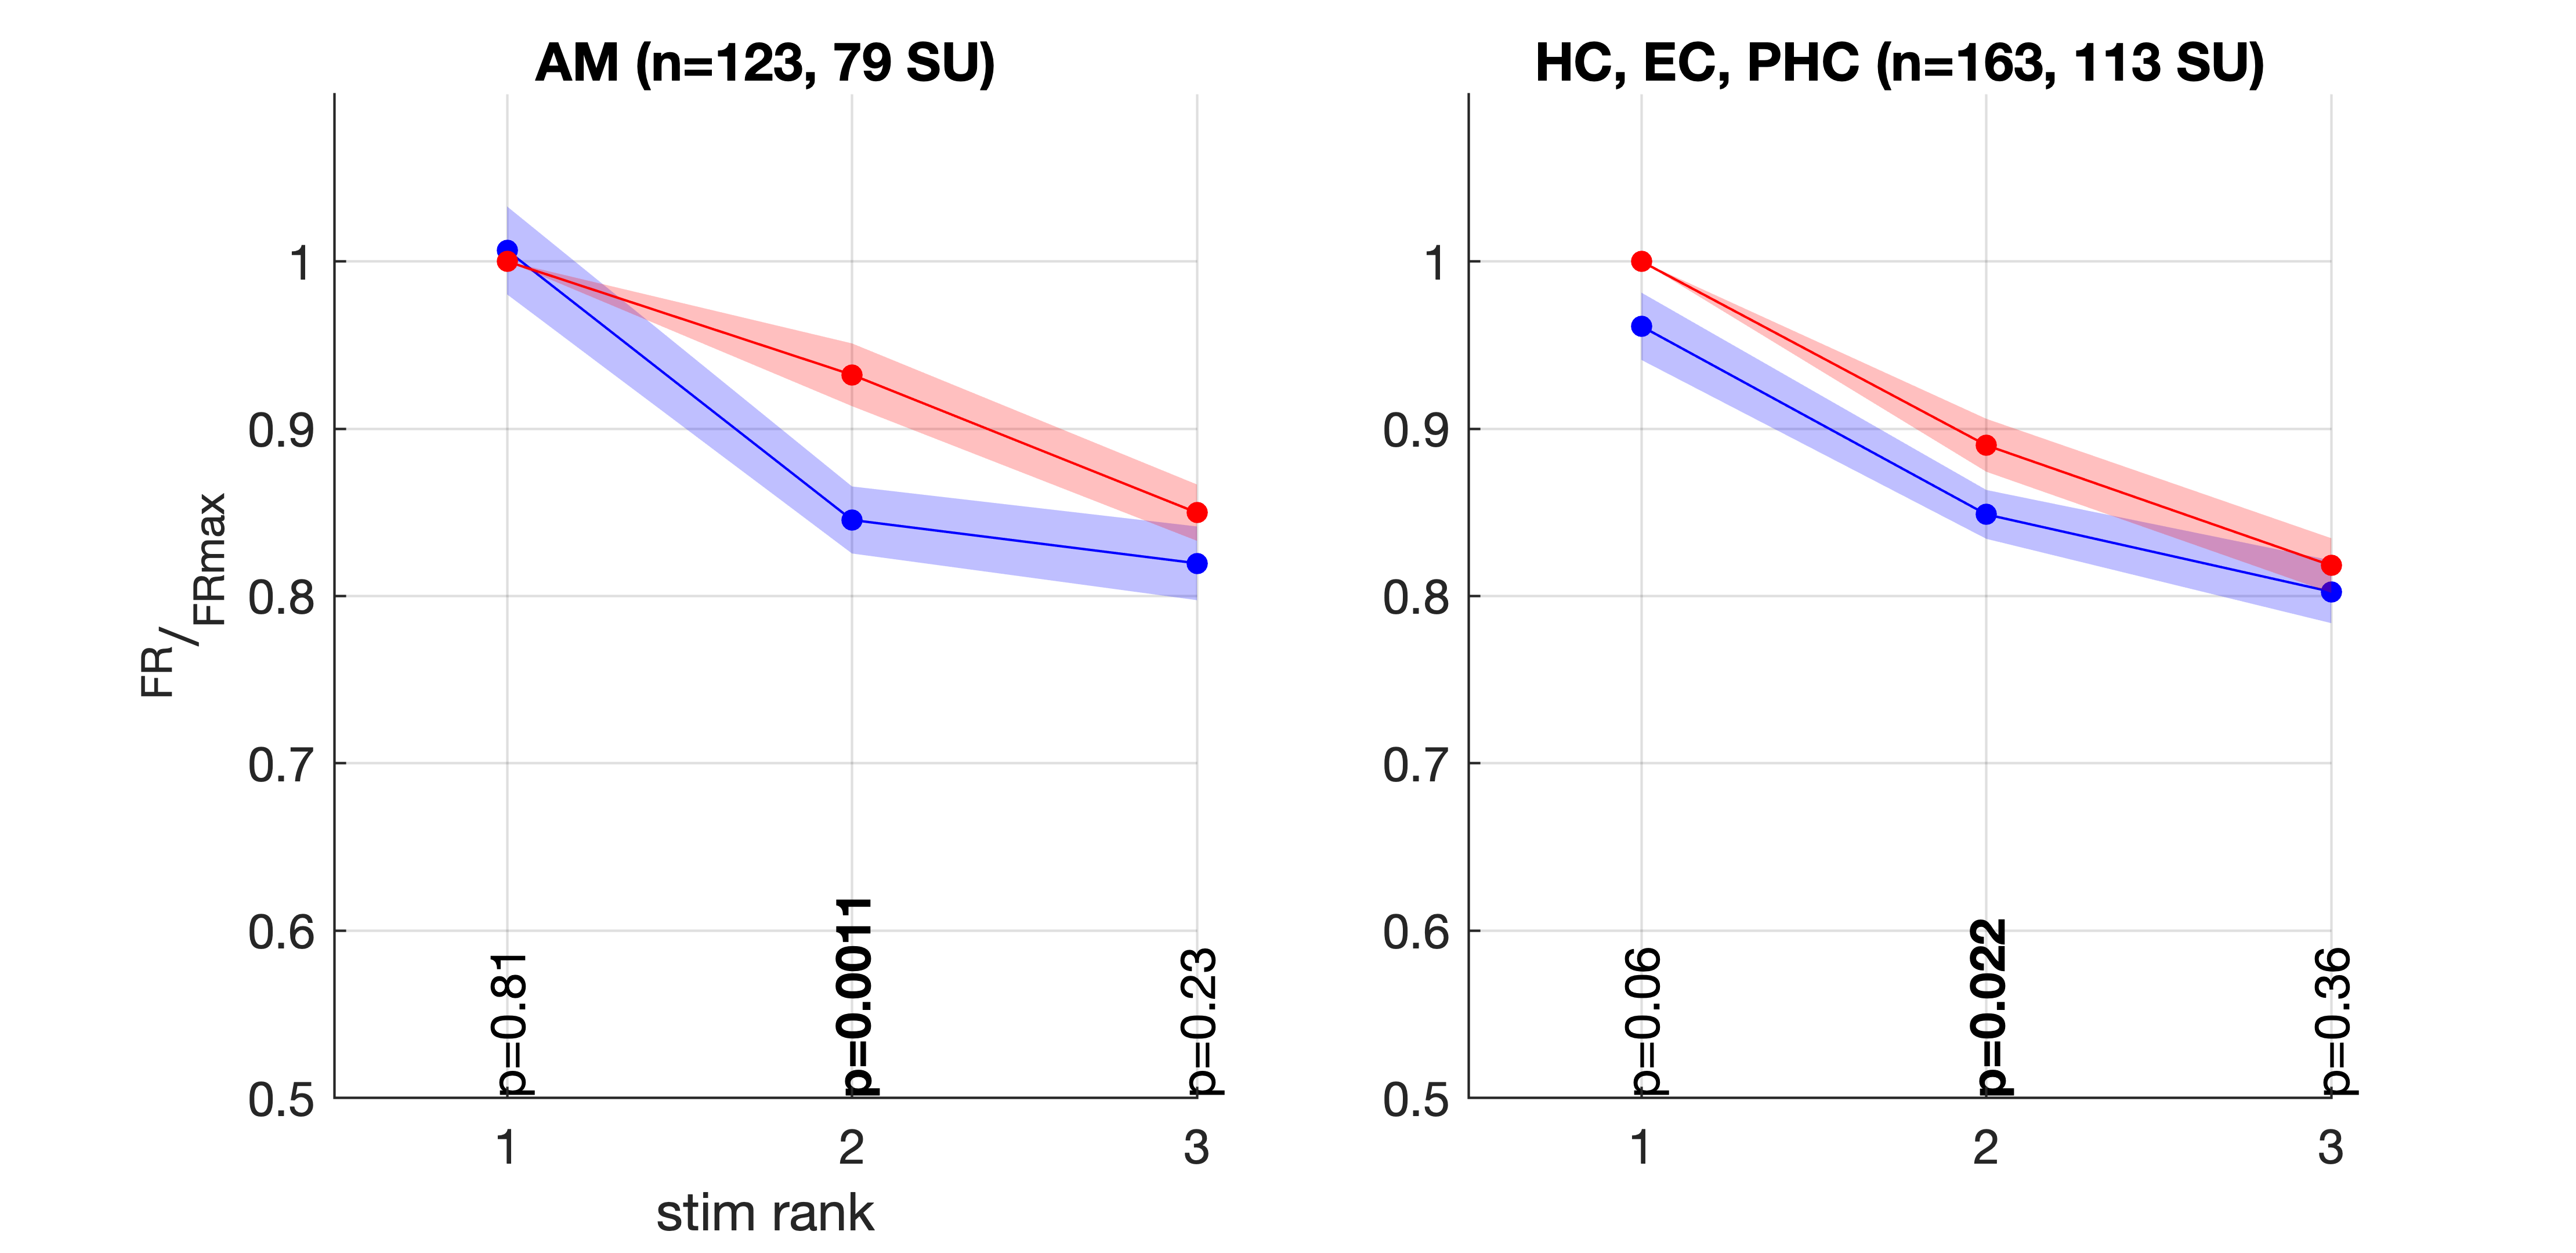 AM (n=123, 79 SU)
1
0.9
0.8
0.7
0.6
0.5
FR/FRmax
p=0.81
p=0.0011
p=0.23
1 2 3
stim rank
HC, EC, PHC (n=163, 113 SU)
1
0.9
0.8
0.7
0.6
0.5
p=0.06
p=0.022
p=0.36
1 2 3